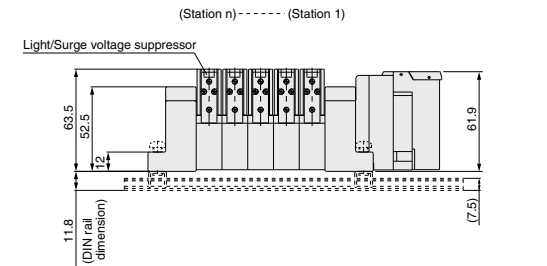 (Station n) ------ (Station 1)
Light/Surge voltage suppressor
63.5
52.5
12
61.9
11.8
(DIN rail
dimension)
(7.5)